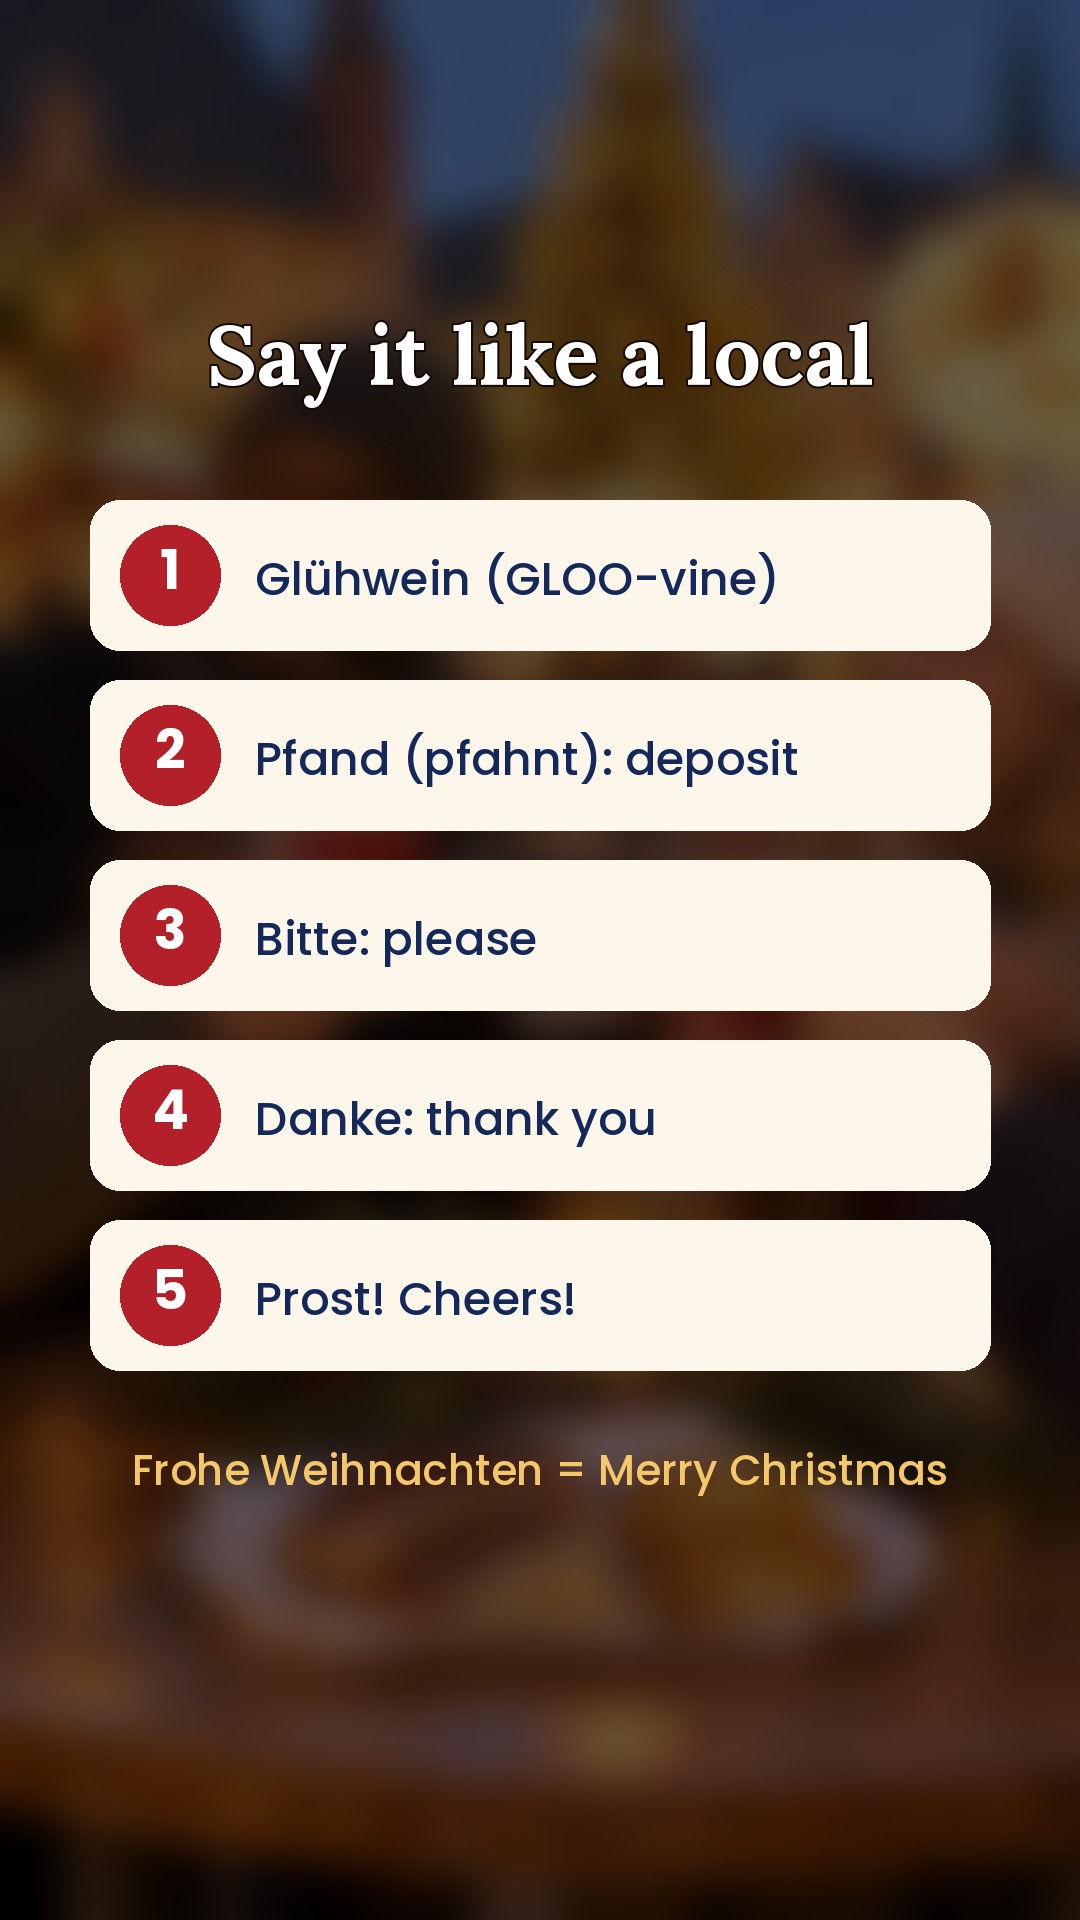 Say it like a local
1 Glühwein (GLOO-vine)
2 Pfand (pfahnt): deposit
3 Bitte: please
4 Danke: thank you
5 Prost! Cheers!
Frohe Weihnachten = Merry Christmas